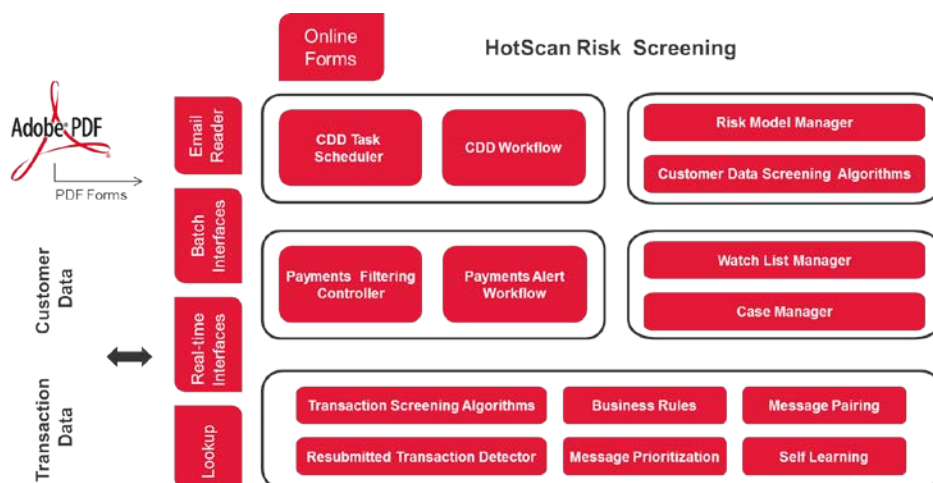 Online
Forms
HotScan Risk Screening
Adobe® PDF
PDF Forms
Email
Reader
Batch
Interfaces
Real-time
Interfaces
Lookup
Customer
Data
Transaction
Data
CDD Task
Scheduler
CDD Workflow
Risk Model Manager
Customer Data Screening Algorithms
Payments Filtering
Controller
Payments Alert
Workflow
Watch List Manager
Case Manager
Transaction Screening Algorithms
Business Rules
Message Pairing
Resubmitted Transaction Detector
Message Prioritization
Self Learning